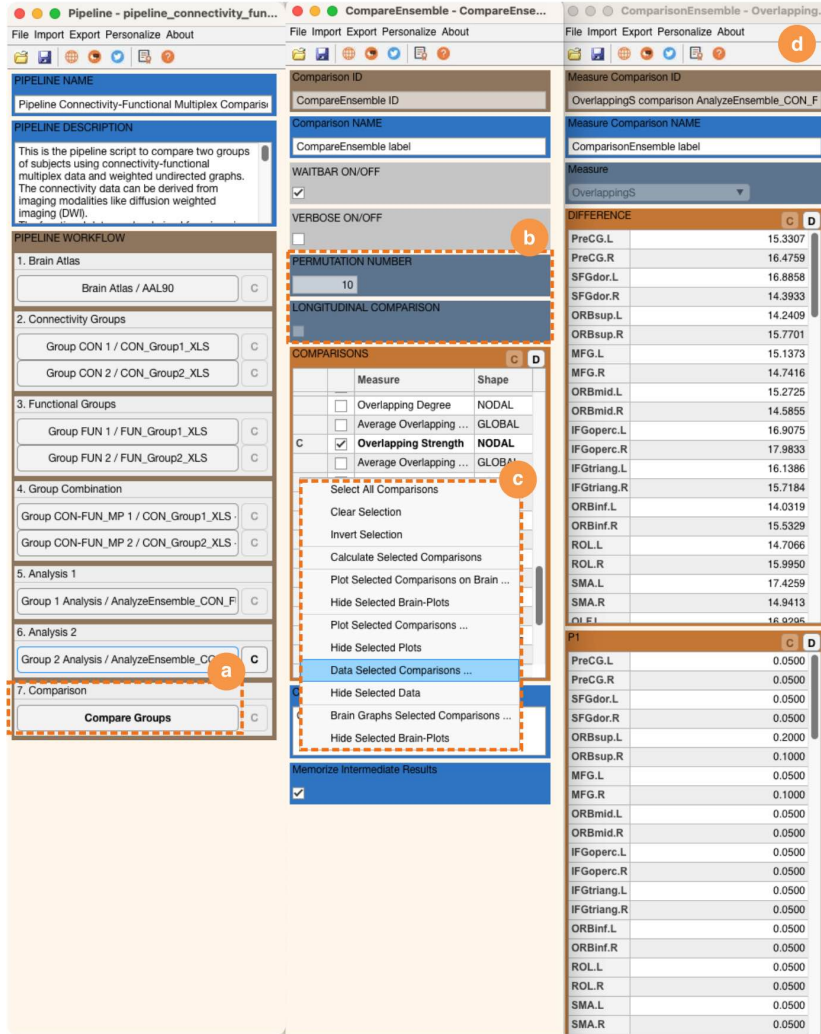 Pipeline - pipeline_connectivity_fun...
File Import Export Personalize About
PIPELINE NAME
Pipeline Connectivity-Functional Multiplex Compariso
PIPELINE DESCRIPTION
This is the pipeline script to compare two groups
of subjects using connectivity-functional
multiplex data and weighted undirected graphs.
The connectivity data can be derived from
imaging modalities like diffusion weighted
imaging (DWI).
PIPELINE WORKFLOW
1. Brain Atlas
Brain Atlas / AAL90 C
2. Connectivity Groups
Group CON 1 / CON_Group1_XLS C
Group CON 2 / CON_Group2_XLS C
3. Functional Groups
Group FUN 1 / FUN_Group1_XLS C
Group FUN 2 / FUN_Group2_XLS C
4. Group Combination
Group CON-FUN_MP 1 / CON_Group1_XLS - C
Group CON-FUN_MP 2 / CON_Group2_XLS - C
5. Analysis 1
Group 1 Analysis / AnalyzeEnsemble_CON_F C
6. Analysis 2
Group 2 Analysis / AnalyzeEnsemble_CO C
a
7. Comparison
Compare Groups C
CompareEnsemble - CompareEnse...
File Import Export Personalize About
Comparison ID
CompareEnsemble ID
Comparison NAME
CompareEnsemble label
WAITBAR ON/OFF
VERBOSE ON/OFF
b
PERMUTATION NUMBER
10
LONGITUDINAL COMPARISON
COMPARISONS C D
Measure Shape
Overlapping Degree NODAL
Average Overlapping ... GLOBAL
C Overlapping Strength NODAL
Average Overlapping ... GLOBAL
c
Select All Comparisons
Clear Selection
Invert Selection
Calculate Selected Comparisons
Plot Selected Comparisons on Brain ...
Hide Selected Brain-Plots
Plot Selected Comparisons ...
Hide Selected Plots
Data Selected Comparisons ...
Hide Selected Data
Brain Graphs Selected Comparisons ...
Hide Selected Brain-Plots
Memorize Intermediate Results
ComparisonEnsemble - Overlapping.
File Import Export Personalize About
d
Measure Comparison ID
OverlappingS comparison AnalyzeEnsemble_CON_F
Measure Comparison NAME
ComparisonEnsemble label
Measure
OverlappingS
DIFFERENCE C D
PreCG.L 15.3307
PreCG.R 16.4759
SFGdor.L 16.8858
SFGdor.R 14.3933
ORBsup.L 14.2409
ORBsup.R 15.7701
MFG.L 15.1373
MFG.R 14.7416
ORBmid.L 15.2725
ORBmid.R 14.5855
IFGoperc.L 16.9075
IFGoperc.R 17.9833
IFGtriang.L 16.1386
IFGtriang.R 15.7184
ORBinf.L 14.0319
ORBinf.R 15.5329
ROL.L 14.7066
ROL.R 15.9950
SMA.L 17.4259
SMA.R 14.9413
OLF.L 16.9295
P1 C D
PreCG.L 0.0500
PreCG.R 0.0500
SFGdor.L 0.0500
SFGdor.R 0.0500
ORBsup.L 0.2000
ORBsup.R 0.1000
MFG.L 0.0500
MFG.R 0.1000
ORBmid.L 0.0500
ORBmid.R 0.0500
IFGoperc.L 0.0500
IFGoperc.R 0.0500
IFGtriang.L 0.0500
IFGtriang.R 0.0500
ORBinf.L 0.0500
ORBinf.R 0.0500
ROL.L 0.0500
ROL.R 0.0500
SMA.L 0.0500
SMA.R 0.0500